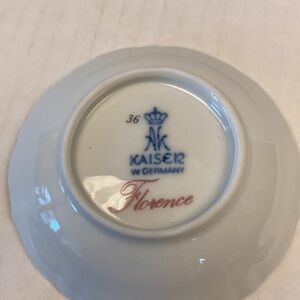 36
AK
KAISER
W. GERMANY
Florence